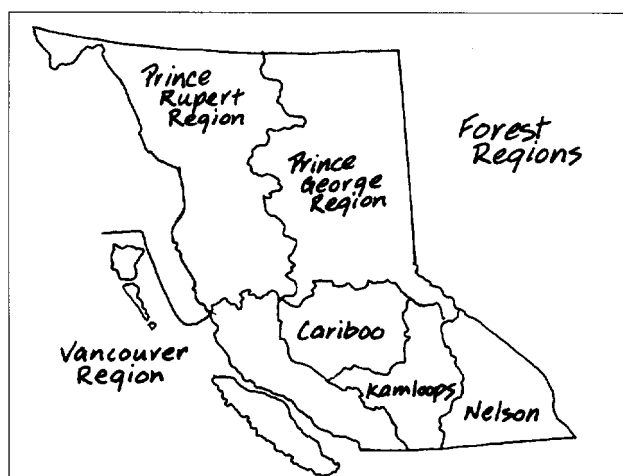 Prince
Rupert
Region
Forest
Regions
Prince
George
Region
Cariboo
Vancouver
Region
Kamloops
Nelson